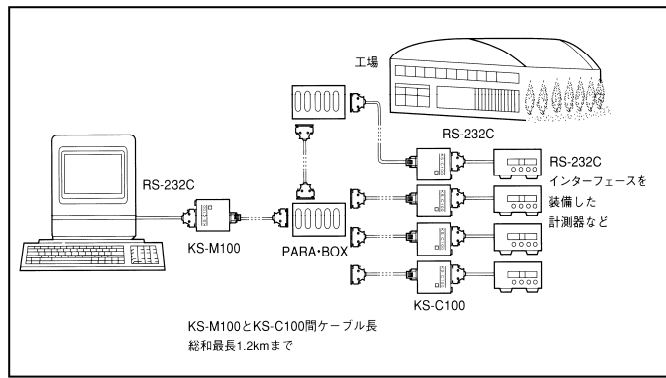 工場
RS-232C
RS-232C
RS-232C
インターフェースを
装備した
計測器など
KS-M100
PARA・BOX
KS-C100
KS-M100とKS-C100間ケーブル長
総和最長1.2kmまで